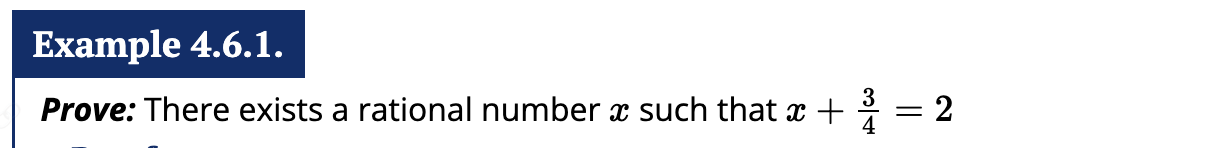 Example 4.6.1.
Prove: There exists a rational number x such that x + 3/4 = 2